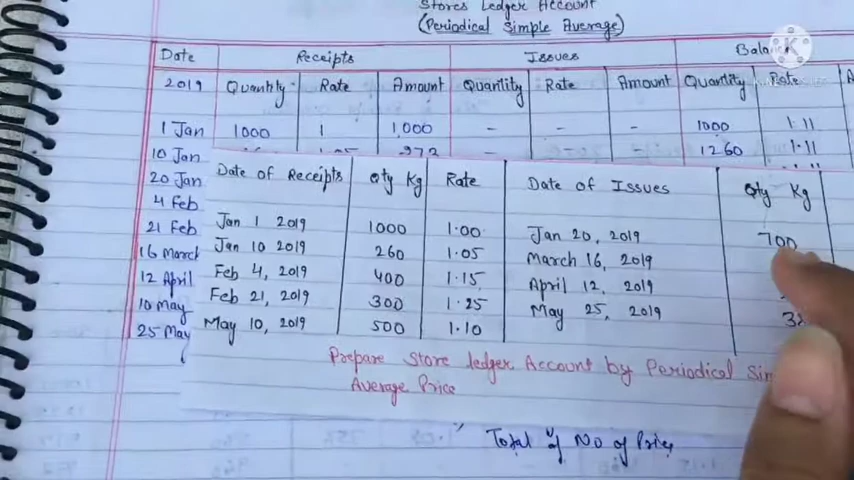 Stores Ledger Account
(Periodical Simple Average)
Date Receipts Issues
2019 Quantity Rate Amount Quantity Rate Amount Quantity Rate
1 Jan 1000 1 1,000 - - - 1000 1.11
10 Jan 1260 1.11
20 Jan
4 Feb
21 Feb
16 March
12 April
10 May
25 May
Date of Receipts Qty Kg Rate Date of Issues Qty Kg
Jan 1 2019 1000 1.00 Jan 20, 2019 700
Jan 10 2019 260 1.05 March 16, 2019
Feb 4, 2019 400 1.15 April 12, 2019
Feb 21, 2019 300 1.25 May 25, 2019
May 10, 2019 500 1.10
Prepare Store ledger Account by Periodical
Average Price
Total of No of Price
KINEMASTER